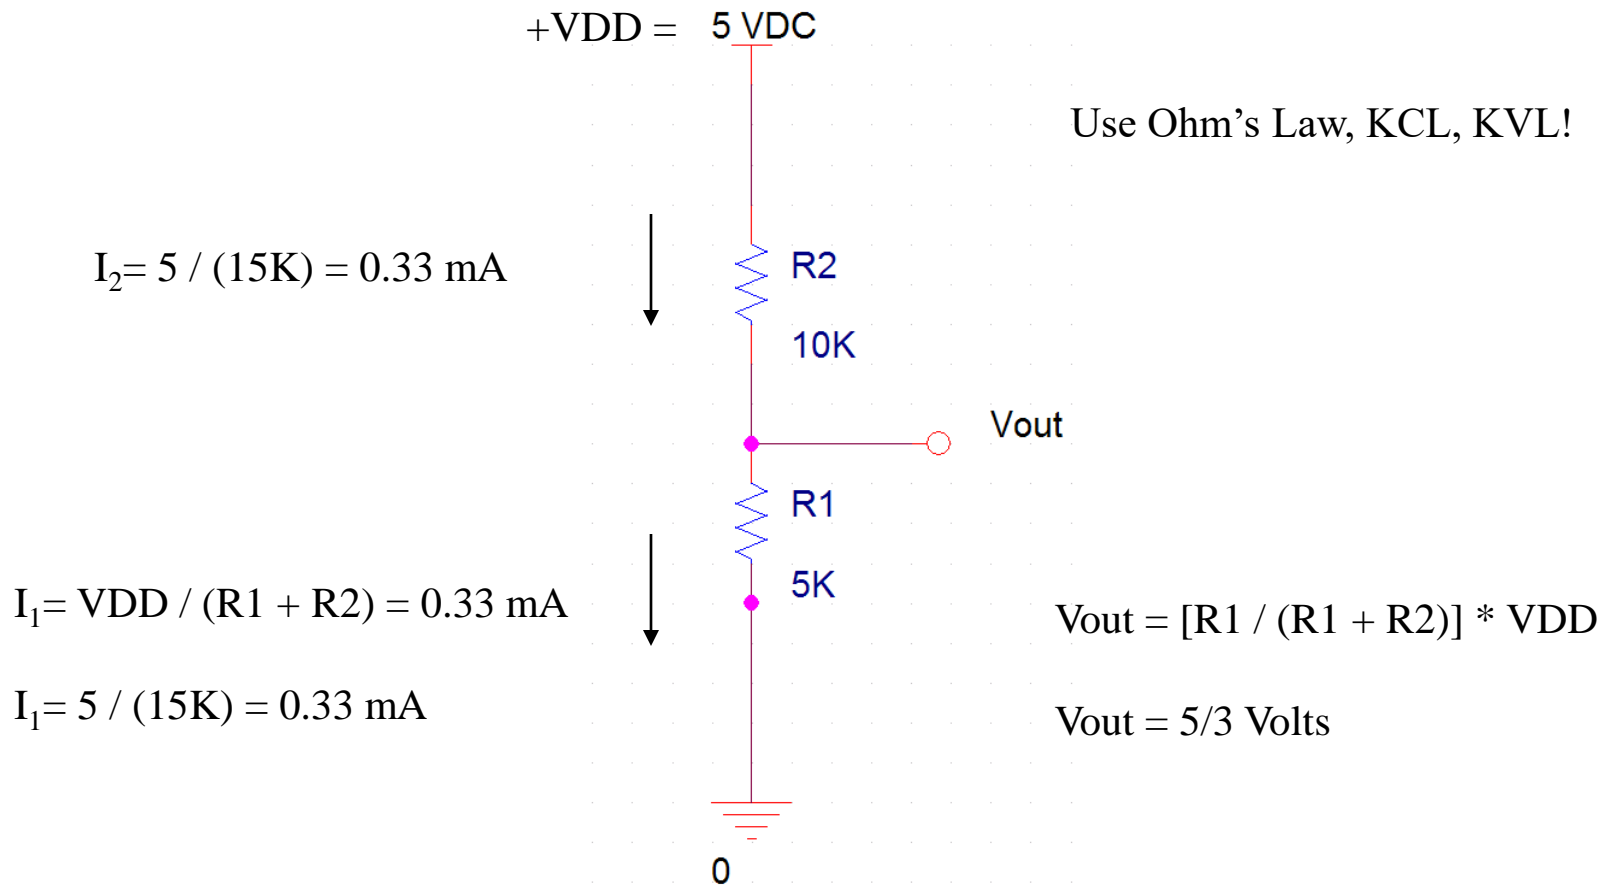 +VDD = 5 VDC
Use Ohm’s Law, KCL, KVL!
I₂= 5 / (15K) = 0.33 mA
R2
10K
Vout
R1
5K
I₁= VDD / (R1 + R2) = 0.33 mA
Vout = [R1 / (R1 + R2)] * VDD
I₁= 5 / (15K) = 0.33 mA
Vout = 5/3 Volts
0